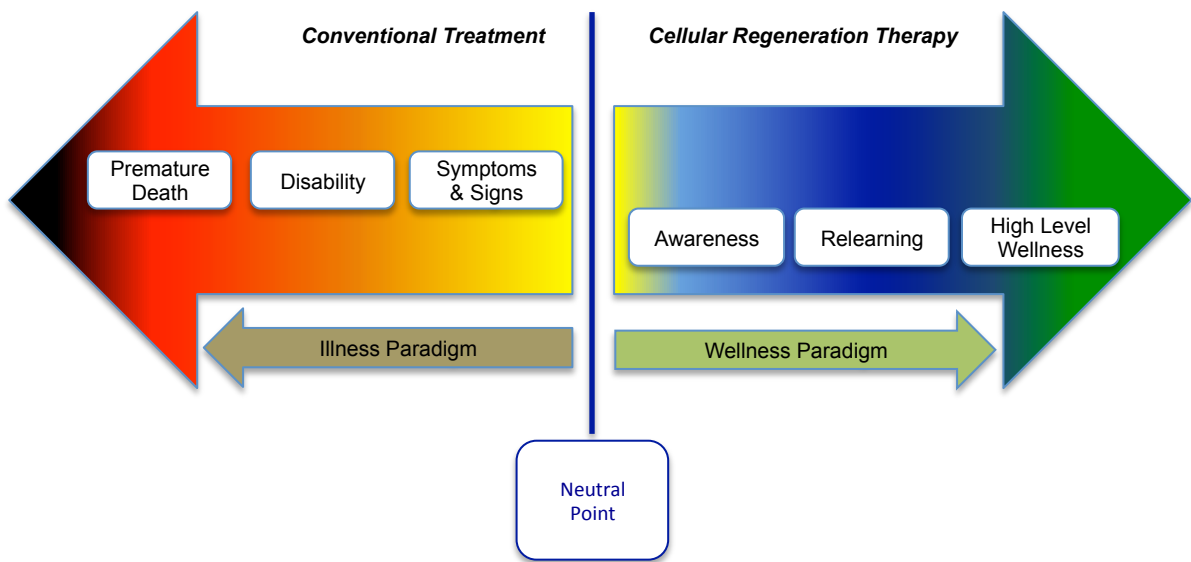 Conventional Treatment
Cellular Regeneration Therapy
Premature
Death
Disability
Symptoms
& Signs
Awareness
Relearning
High Level
Wellness
Illness Paradigm
Wellness Paradigm
Neutral
Point